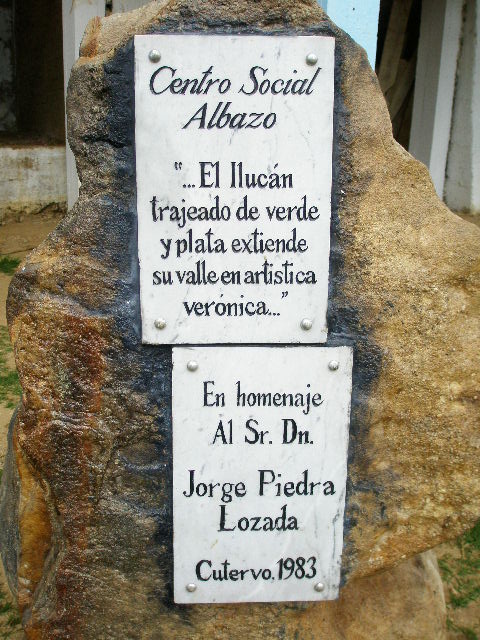 Centro Social
Albazo
"...El Ilucán
trajeado de verde
y plata extiende
su valle en artistica
verónica..."
En homenaje
Al Sr. Dn.
Jorge Piedra
Lozada
Cutervo.1983